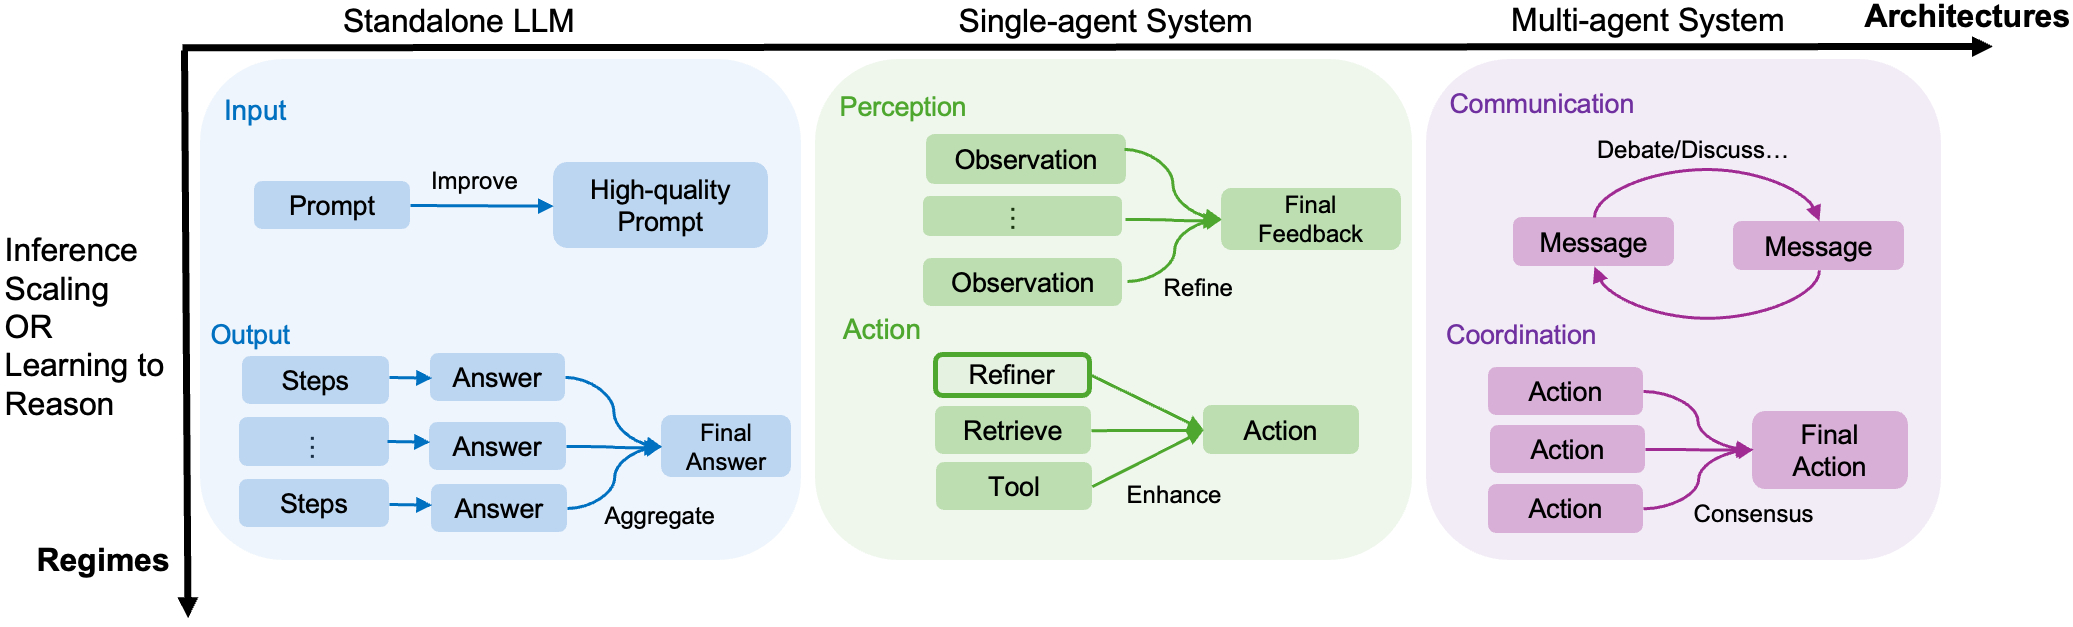 Standalone LLM
Single-agent System
Multi-agent System
Architectures
Inference
Scaling
OR
Learning to
Reason
Regimes
Input
Prompt
Improve
High-quality
Prompt
Output
Steps
Answer
⋮
Answer
Steps
Answer
Final
Answer
Aggregate
Perception
Observation
⋮
Observation
Final
Feedback
Refine
Action
Refiner
Retrieve
Tool
Action
Enhance
Communication
Debate/Discuss...
Message
Message
Coordination
Action
Action
Action
Final
Action
Consensus